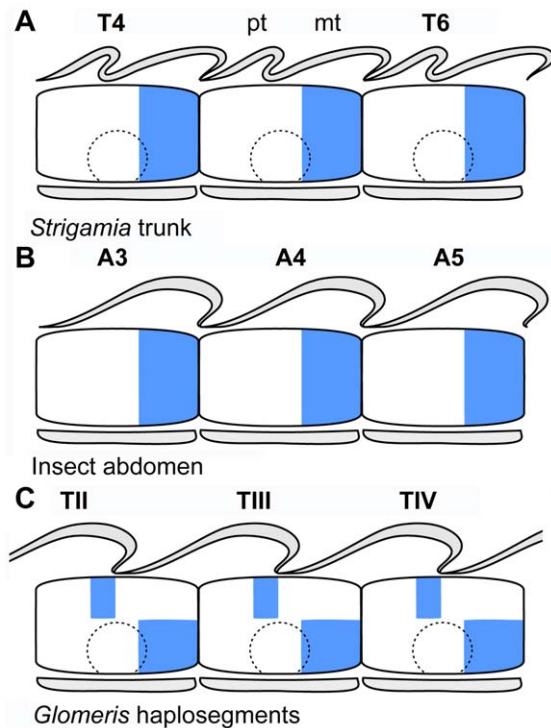 A T4 pt mt T6
Strigamia trunk
B A3 A4 A5
Insect abdomen
C TII TIII TIV
Glomeris haplosegments